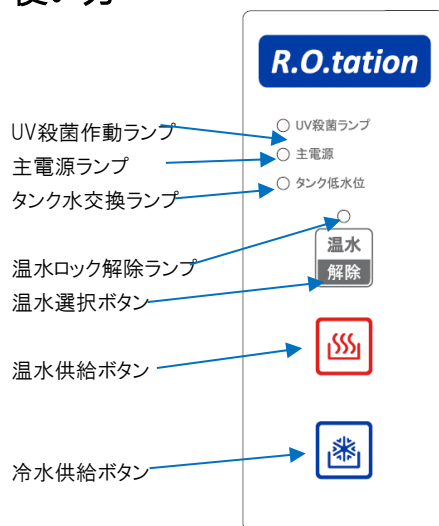 使い方
R.O.tation
UV殺菌作動ランプ
UV殺菌ランプ
主電源ランプ
主電源
タンク水交換ランプ
タンク低水位
温水ロック解除ランプ
温水
解除
温水選択ボタン
温水供給ボタン
冷水供給ボタン